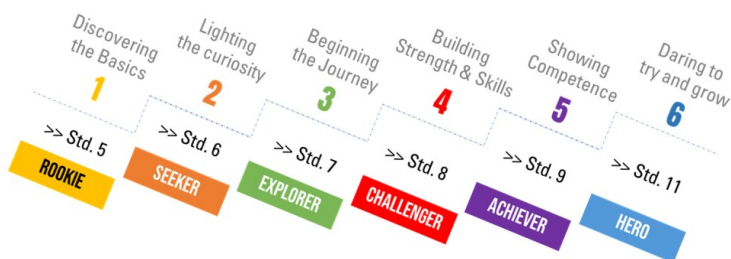 Discovering
the Basics
1
>> Std. 5
ROOKIE
Lighting
the curiosity
2
>> Std. 6
SEEKER
Beginning
the Journey
3
>> Std. 7
EXPLORER
Building
Strength & Skills
4
>> Std. 8
CHALLENGER
Showing
Competence
5
>> Std. 9
ACHIEVER
Daring to
try and grow
6
>> Std. 11
HERO